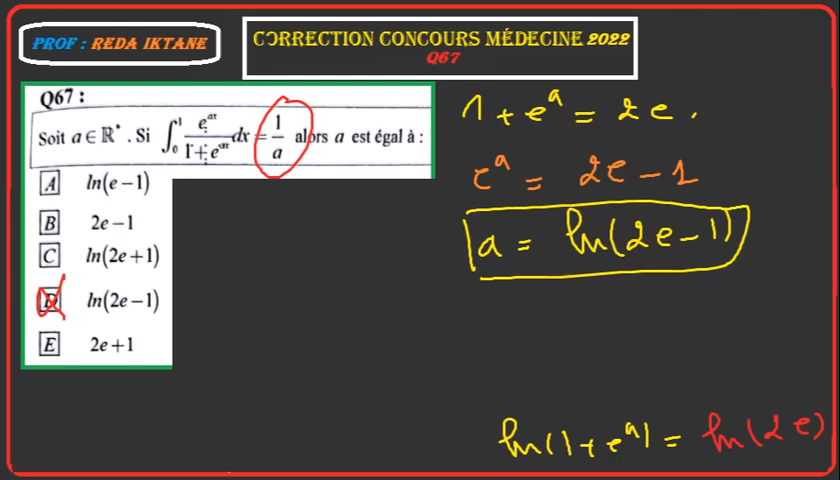 PROF : REDA IKTANE
CORRECTION CONCOURS MÉDECINE 2022
Q67
Q67 :
Soit a ∈ ℝ* . Si ∫₀¹ e^{ax}/(1+e^{ax}) dx = 1/a alors a est égal à :
A ln(e−1)
B 2e−1
C ln(2e+1)
D ln(2e−1)
E 2e+1
1 + e^a = 2e .
e^a = 2e − 1
a = ln(2e−1)
ln(1+e^a) = ln(2e)